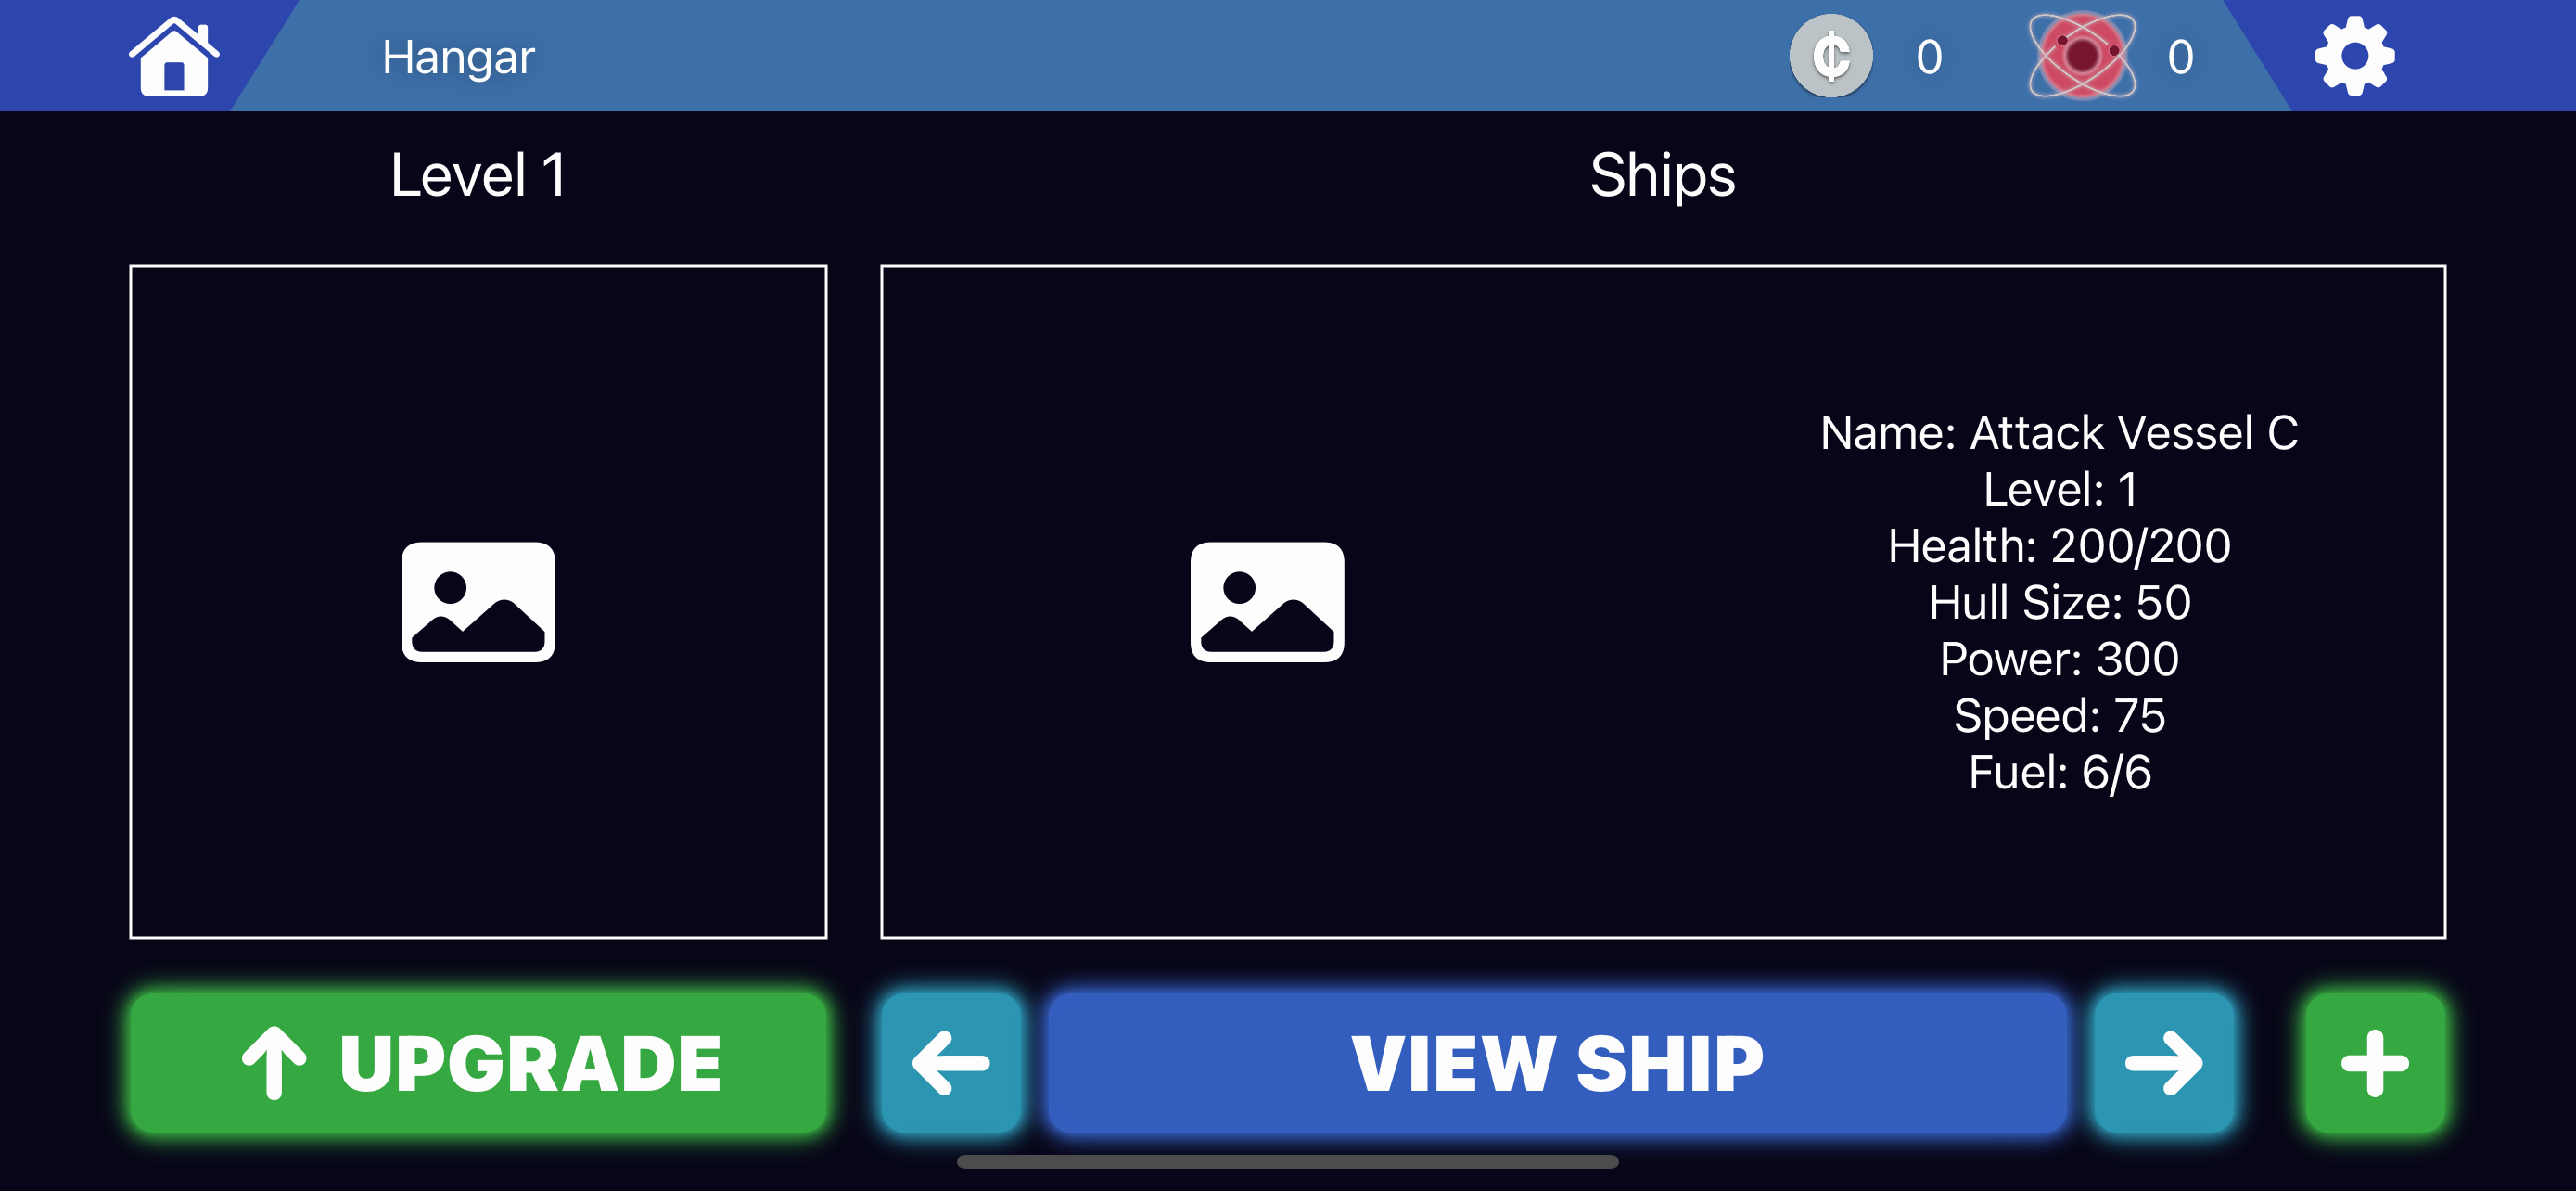 Hangar
₵ 0 0
Level 1
Ships
Name: Attack Vessel C
Level: 1
Health: 200/200
Hull Size: 50
Power: 300
Speed: 75
Fuel: 6/6
UPGRADE
VIEW SHIP